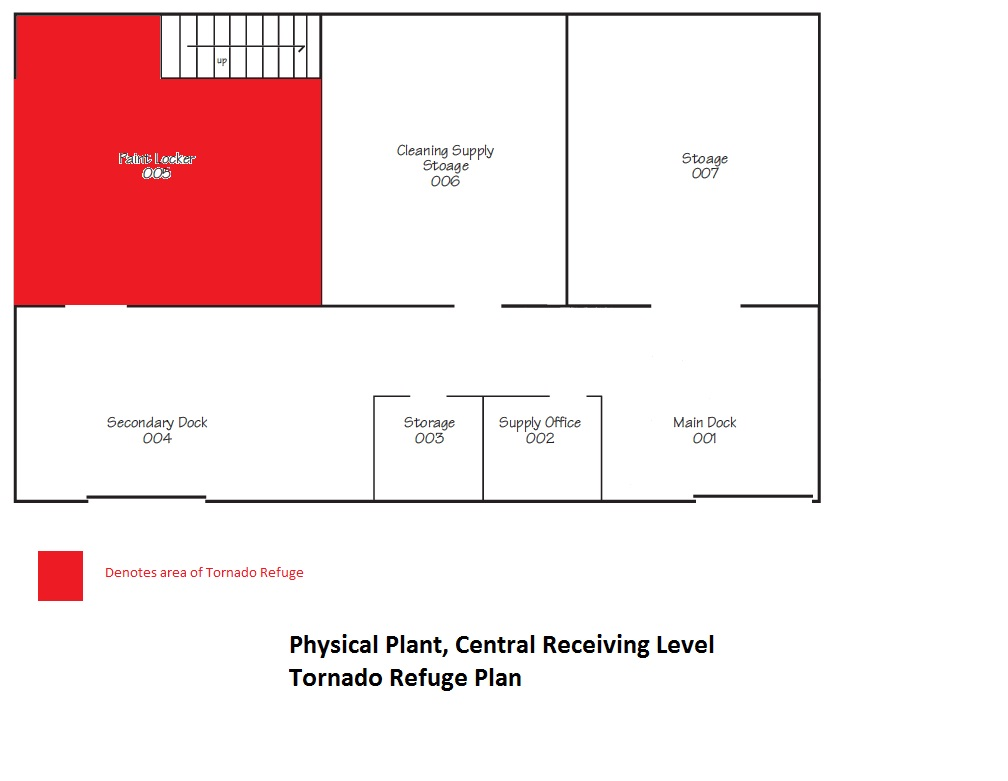 up
Paint Locker
005
Cleaning Supply
Stoage
006
Stoage
007
Secondary Dock
004
Storage
003
Supply Office
002
Main Dock
001
Denotes area of Tornado Refuge
Physical Plant, Central Receiving Level
Tornado Refuge Plan